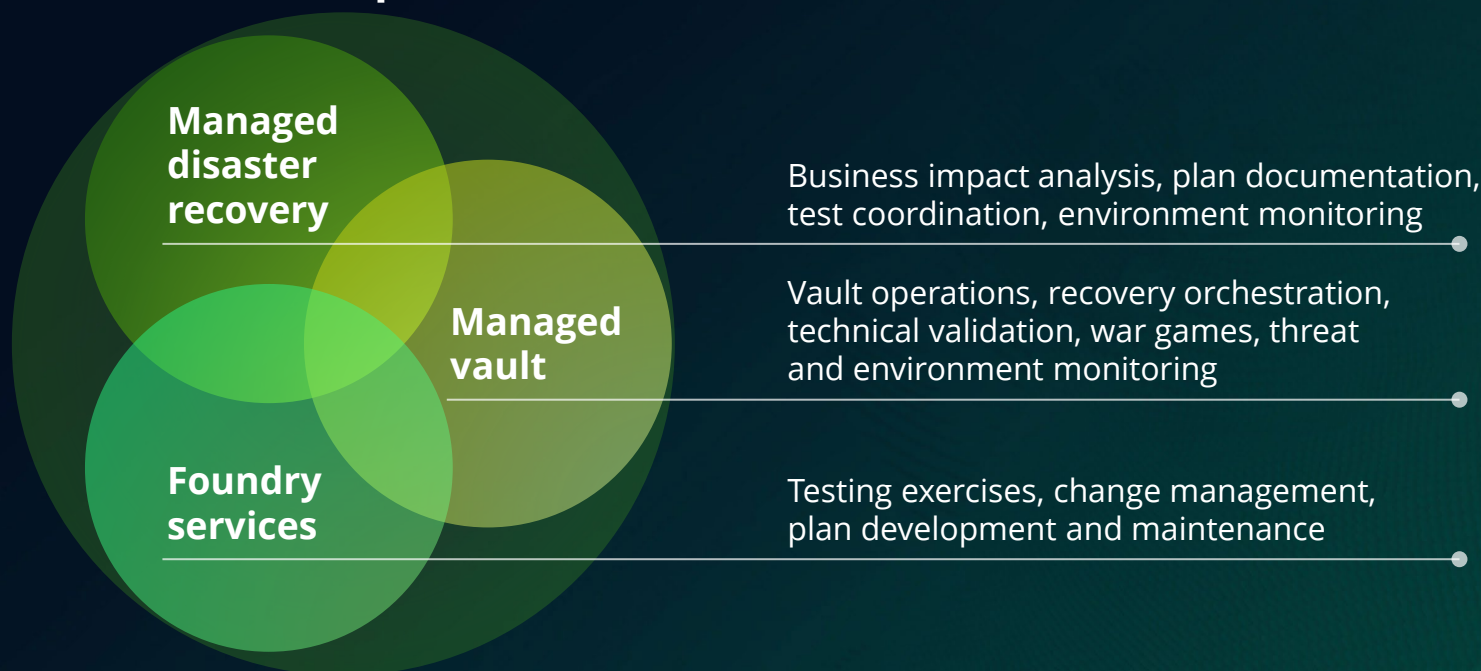 Managed
disaster
recovery
Business impact analysis, plan documentation,
test coordination, environment monitoring
Managed
vault
Vault operations, recovery orchestration,
technical validation, war games, threat
and environment monitoring
Foundry
services
Testing exercises, change management,
plan development and maintenance